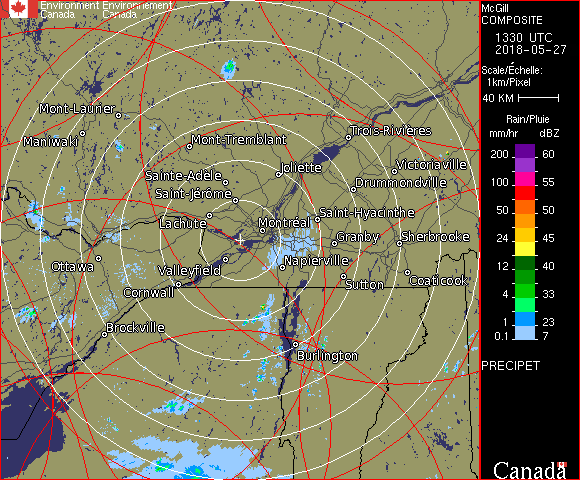 Environment Environnement
Canada Canada
McGill
COMPOSITE
1330 UTC
2018-05-27
Scale/Échelle:
1km/Pixel
40 KM
Rain/Pluie
mm/hr dBZ
200 60
100 55
50 50
24 45
12 40
4 33
1 23
0.1 7
PRECIPET
Canada
Mont-Laurier
Maniwaki
Mont-Tremblant
Trois-Rivières
Victoriaville
Joliette
Sainte-Adèle
Drummondville
Saint-Jérôme
Saint-Hyacinthe
Lachute
Montréal
Granby
Sherbrooke
Ottawa
Valleyfield
Napierville
Sutton
Coaticook
Cornwall
Brockville
Burlington